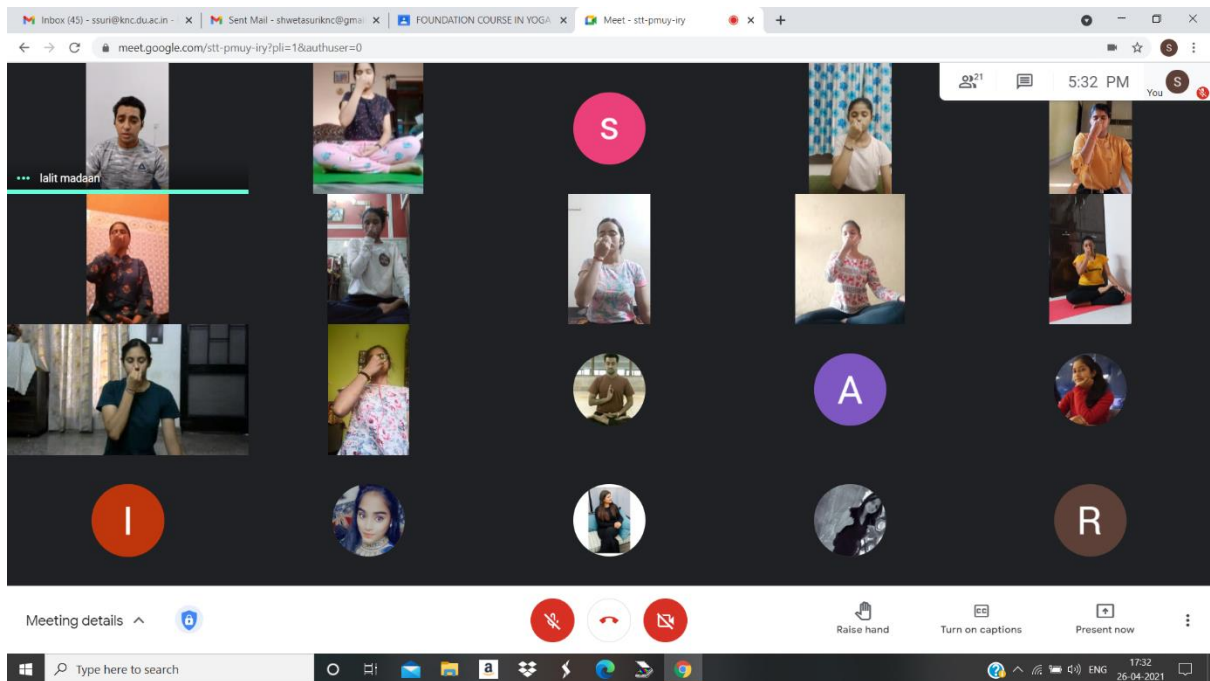 Inbox (45) - ssuri@knc.du.ac.in -
Sent Mail - shwetasuriknc@gmai
FOUNDATION COURSE IN YOGA
Meet - stt-pmuy-iry
meet.google.com/stt-pmuy-iry?pli=1&authuser=0
S
21
5:32 PM
You
S
lalit madaan
S
A
I
R
Meeting details
Raise hand
CC
Turn on captions
Present now
Type here to search
a
ENG
17:32
26-04-2021